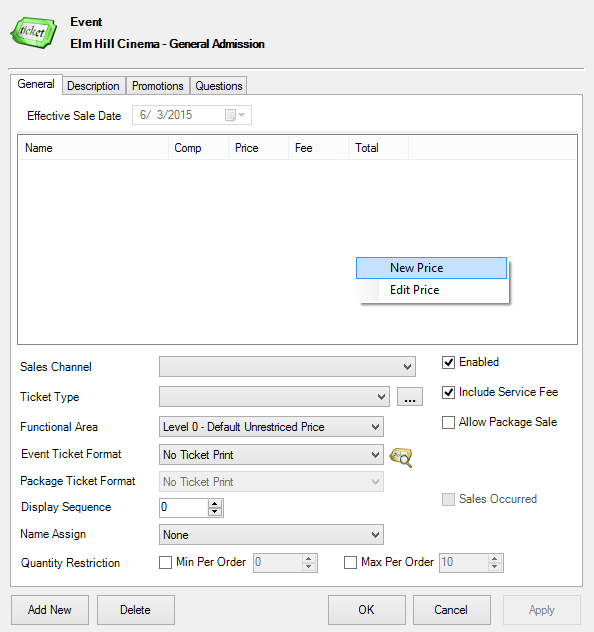 ticket
Event
Elm Hill Cinema - General Admission
General Description Promotions Questions
Effective Sale Date 6/ 3/2015
Name Comp Price Fee Total
New Price
Edit Price
Sales Channel
Enabled
Ticket Type ...
Include Service Fee
Functional Area Level 0 - Default Unrestriced Price
Allow Package Sale
Event Ticket Format No Ticket Print
Package Ticket Format No Ticket Print
Sales Occurred
Display Sequence 0
Name Assign None
Quantity Restriction Min Per Order 0 Max Per Order 10
Add New Delete OK Cancel Apply